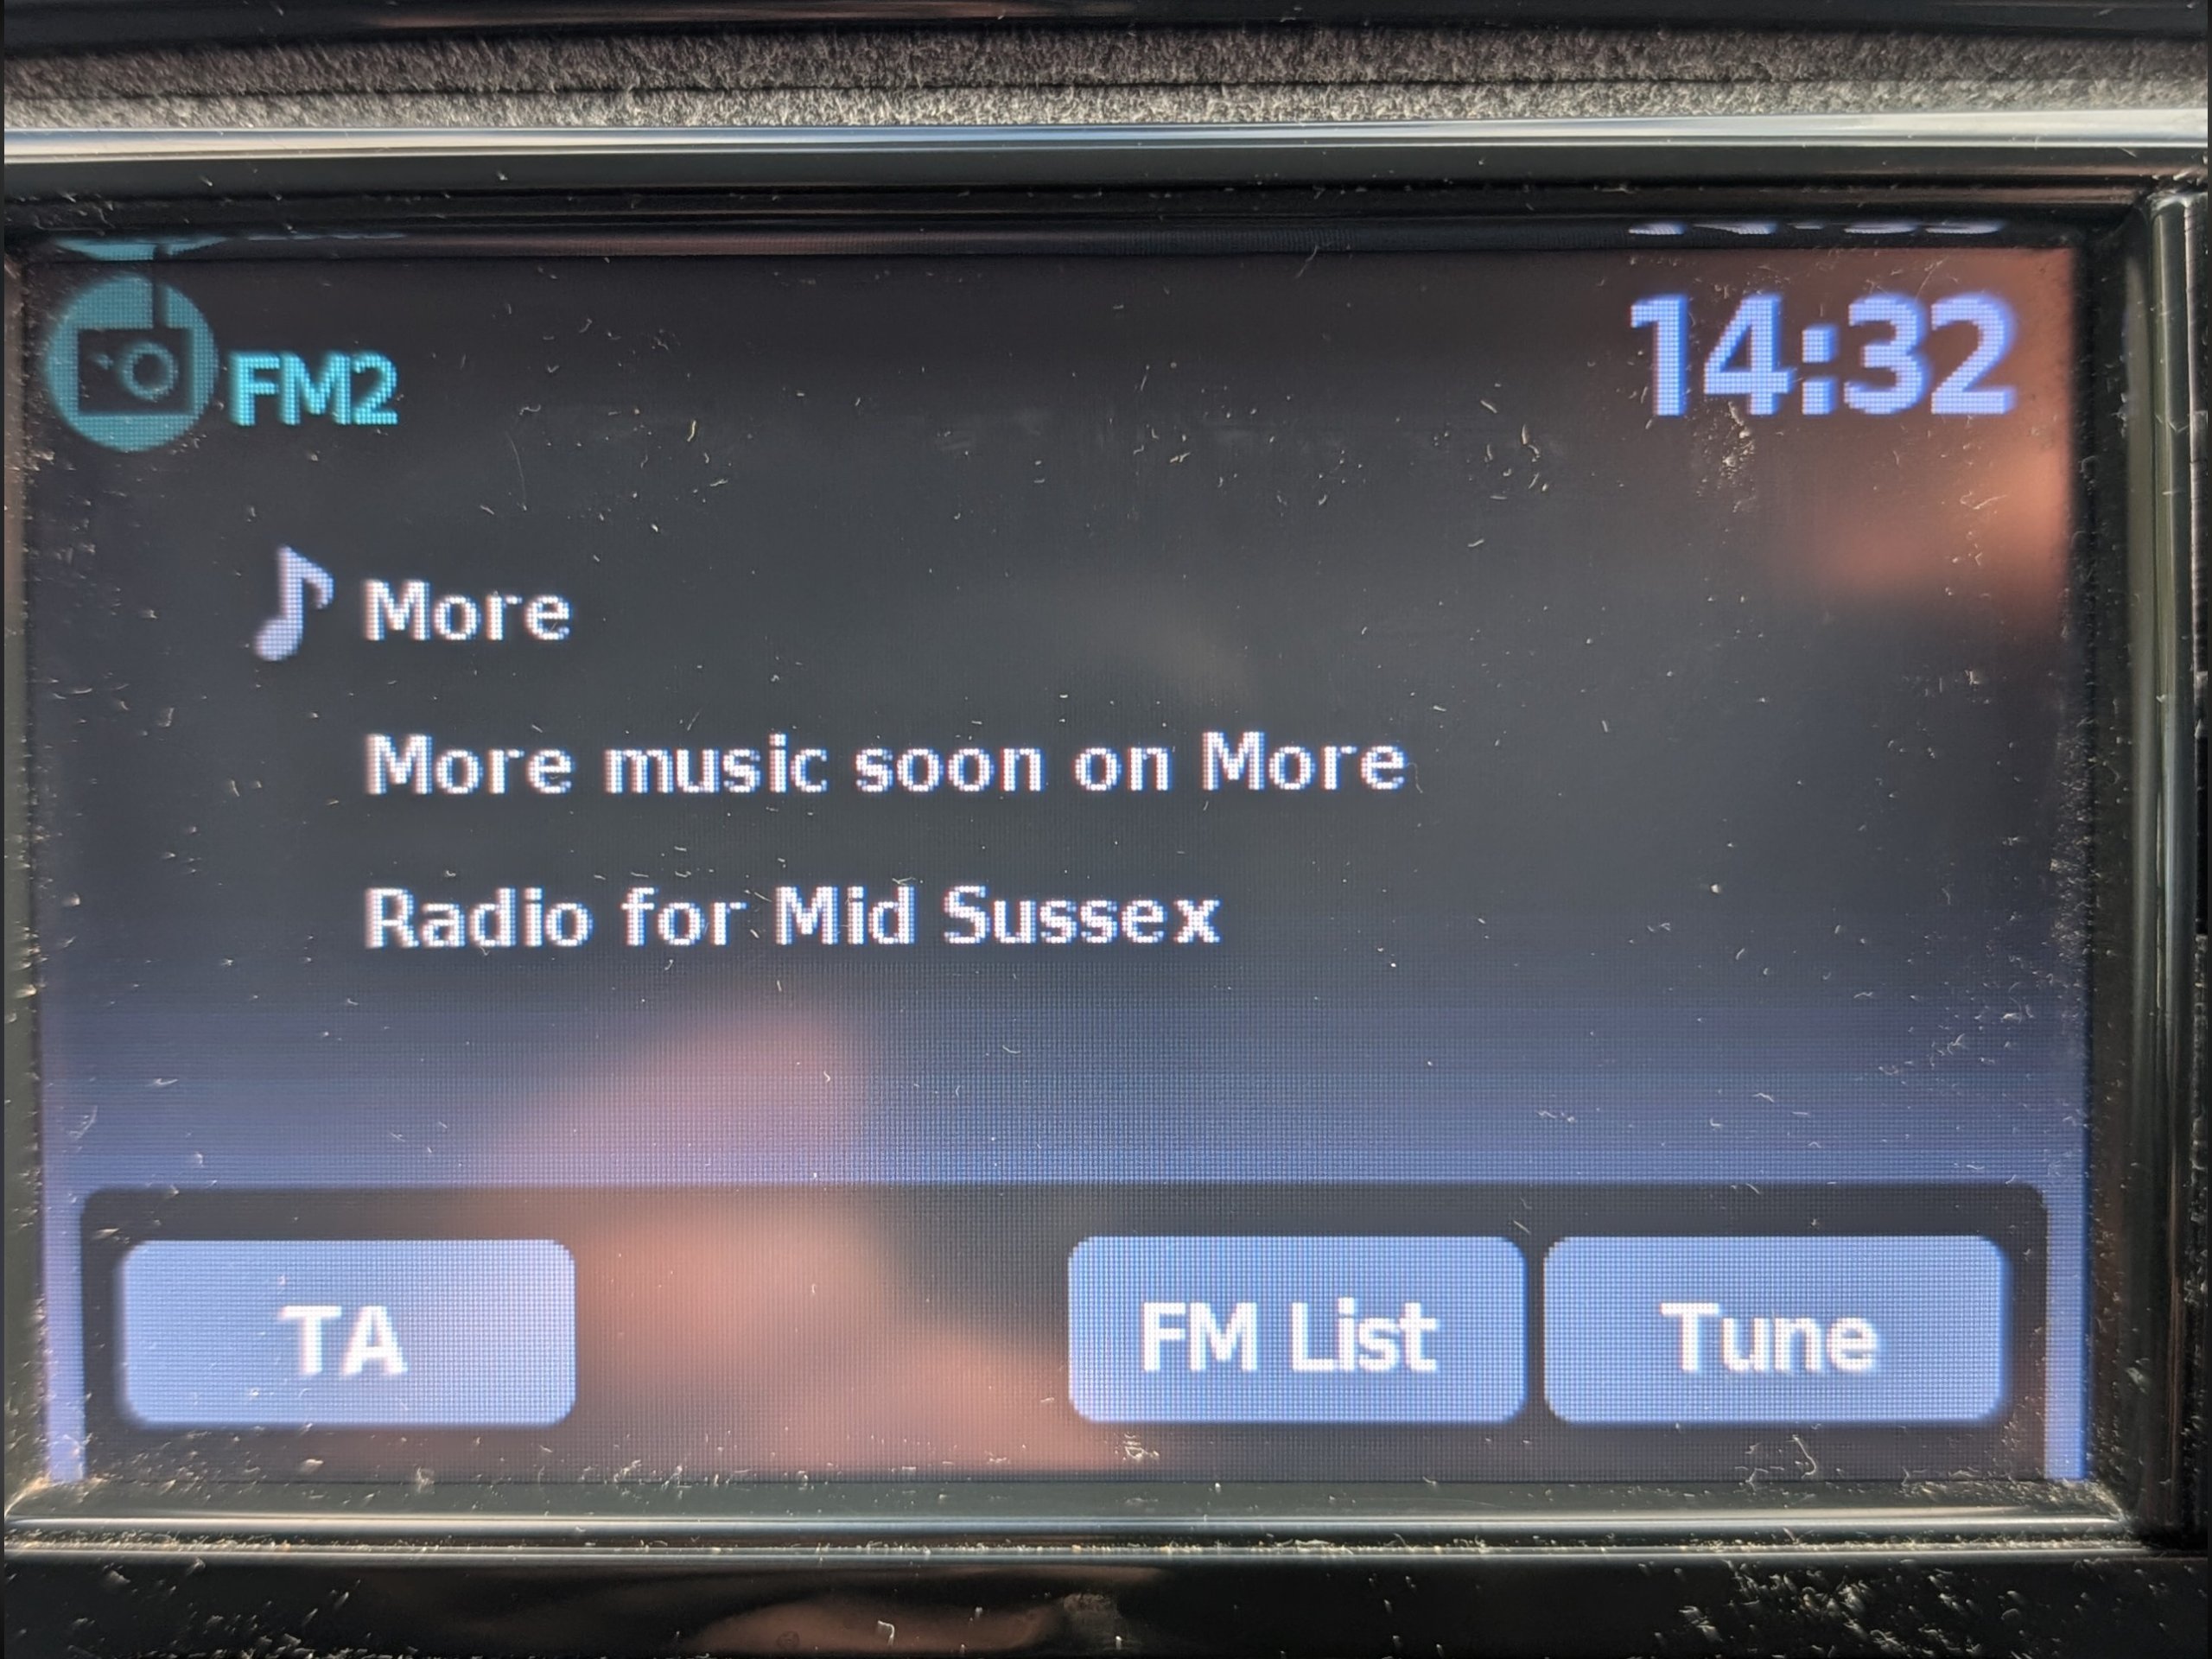 FM2
14:32
More
More music soon on More
Radio for Mid Sussex
TA
FM List
Tune